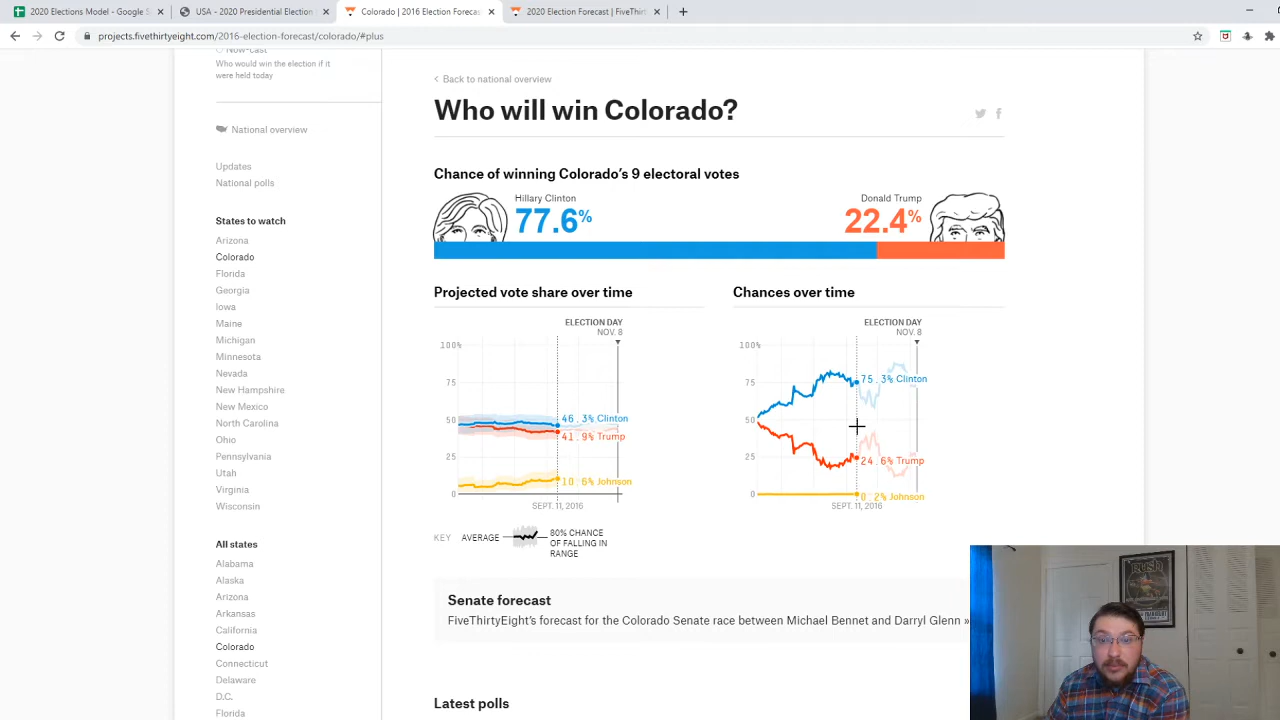 2020 Elections Model - Google S
USA - 2020 Presidential Election
Colorado | 2016 Election Forecas
2020 Election Forecast | FiveThirt
projects.fivethirtyeight.com/2016-election-forecast/colorado/#plus
Now-cast
Who would win the election if it
were held today
National overview
Updates
National polls
States to watch
Arizona
Colorado
Florida
Georgia
Iowa
Maine
Michigan
Minnesota
Nevada
New Hampshire
New Mexico
North Carolina
Ohio
Pennsylvania
Utah
Virginia
Wisconsin
All states
Alabama
Alaska
Arizona
Arkansas
California
Colorado
Connecticut
Delaware
D.C.
Florida
Back to national overview
Who will win Colorado?
Chance of winning Colorado's 9 electoral votes
Hillary Clinton
77.6%
Donald Trump
22.4%
Projected vote share over time
ELECTION DAY
NOV. 8
100%
75
50
25
0
46.3% Clinton
41.9% Trump
10.6% Johnson
SEPT. 11, 2016
KEY AVERAGE
80% CHANCE
OF FALLING IN
RANGE
Chances over time
ELECTION DAY
NOV. 8
100%
75
50
25
0
75.3% Clinton
24.6% Trump
0.2% Johnson
SEPT. 11, 2016
Senate forecast
FiveThirtyEight's forecast for the Colorado Senate race between Michael Bennet and Darryl Glenn »
Latest polls
rush